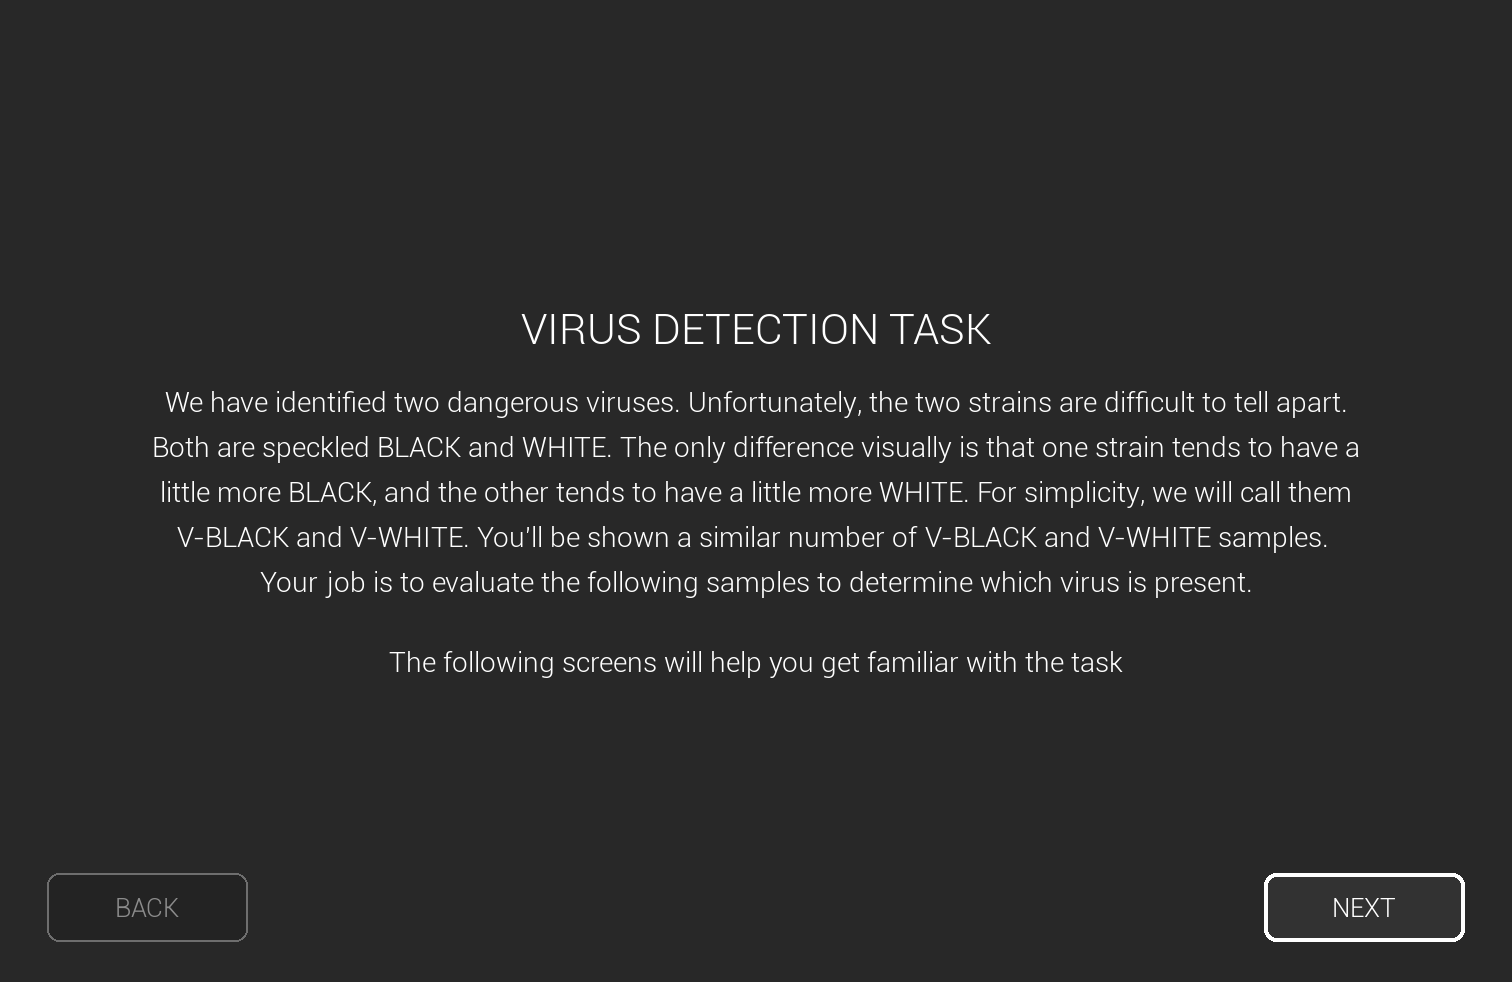 VIRUS DETECTION TASK
We have identified two dangerous viruses. Unfortunately, the two strains are difficult to tell apart.
Both are speckled BLACK and WHITE. The only difference visually is that one strain tends to have a
little more BLACK, and the other tends to have a little more WHITE. For simplicity, we will call them
V-BLACK and V-WHITE. You'll be shown a similar number of V-BLACK and V-WHITE samples.
Your job is to evaluate the following samples to determine which virus is present.
The following screens will help you get familiar with the task
BACK
NEXT